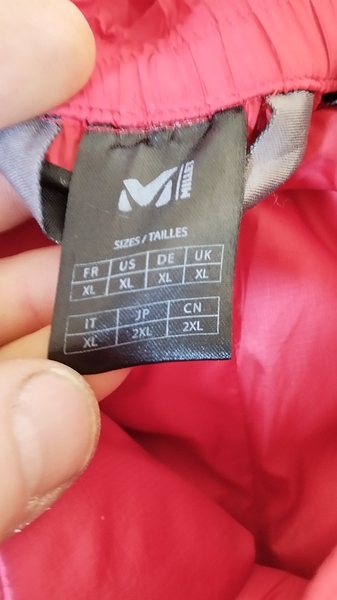 MILLET
SIZES / TAILLES
FR US DE UK
XL XL XL XL
IT JP CN
XL 2XL 2XL